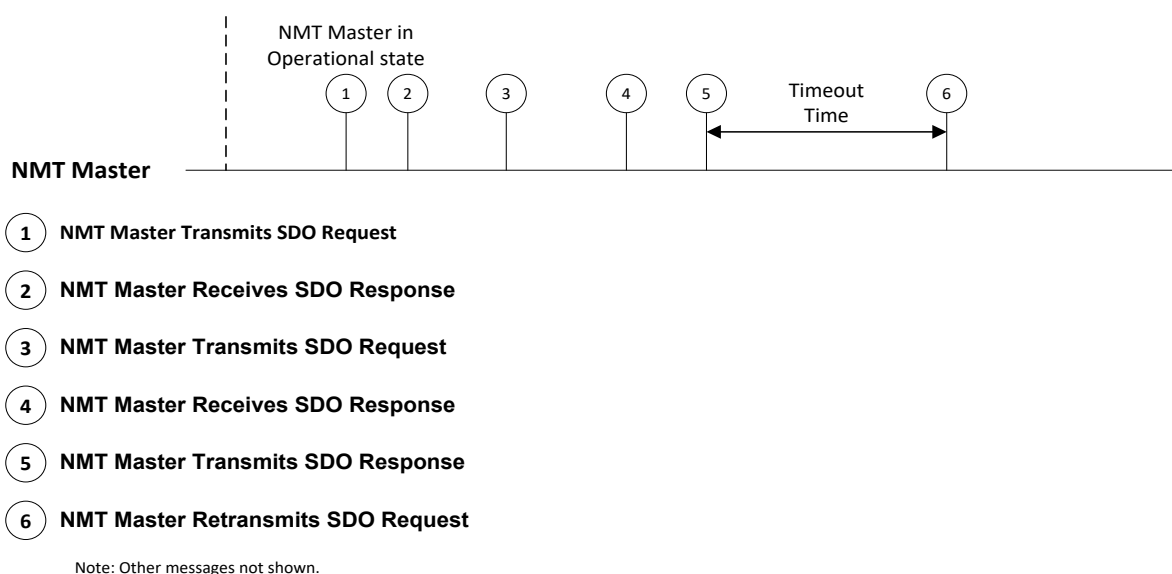 NMT Master in
Operational state
1 2 3 4 5 Timeout 6
Time
NMT Master
1 NMT Master Transmits SDO Request
2 NMT Master Receives SDO Response
3 NMT Master Transmits SDO Request
4 NMT Master Receives SDO Response
5 NMT Master Transmits SDO Response
6 NMT Master Retransmits SDO Request
Note: Other messages not shown.